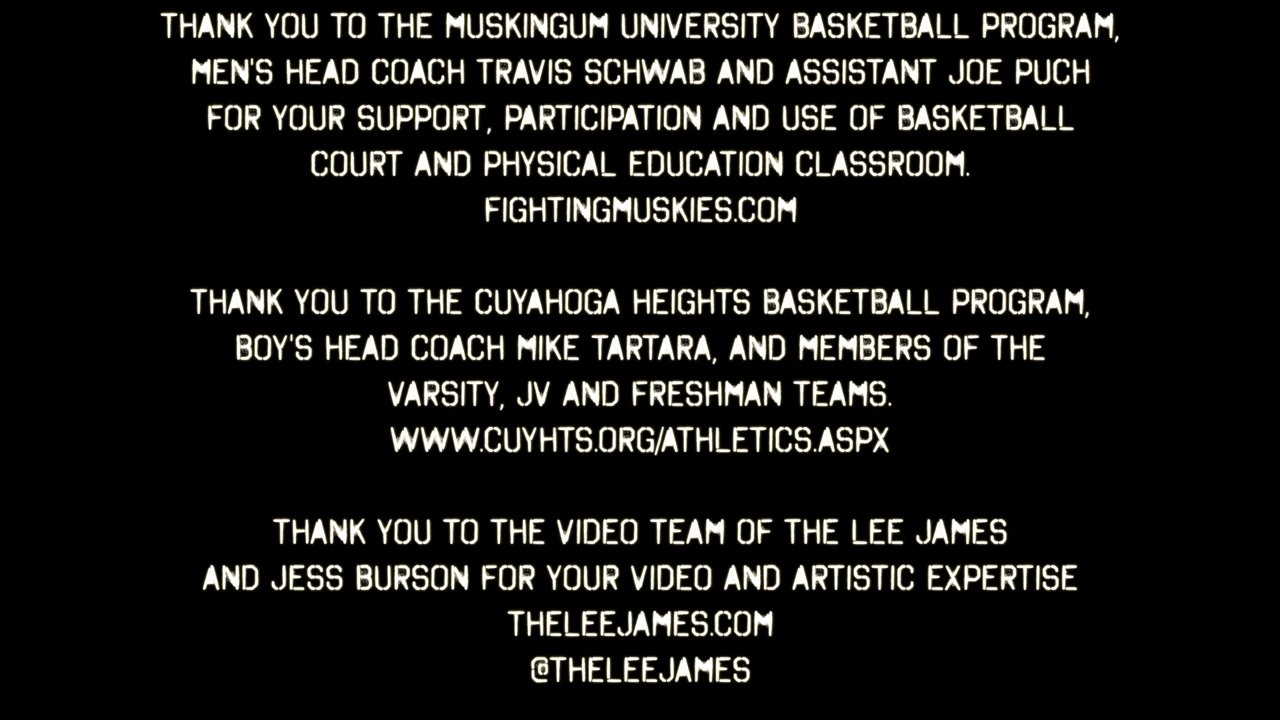 THANK YOU TO THE MUSKINGUM UNIVERSITY BASKETBALL PROGRAM,
MEN'S HEAD COACH TRAVIS SCHWAB AND ASSISTANT JOE PUCH
FOR YOUR SUPPORT, PARTICIPATION AND USE OF BASKETBALL
COURT AND PHYSICAL EDUCATION CLASSROOM.
FIGHTINGMUSKIES.COM
THANK YOU TO THE CUYAHOGA HEIGHTS BASKETBALL PROGRAM,
BOY'S HEAD COACH MIKE TARTARA, AND MEMBERS OF THE
VARSITY, JV AND FRESHMAN TEAMS.
WWW.CUYHTS.ORG/ATHLETICS.ASPX
THANK YOU TO THE VIDEO TEAM OF THE LEE JAMES
AND JESS BURSON FOR YOUR VIDEO AND ARTISTIC EXPERTISE
THELEEJAMES.COM
@THELEEJAMES